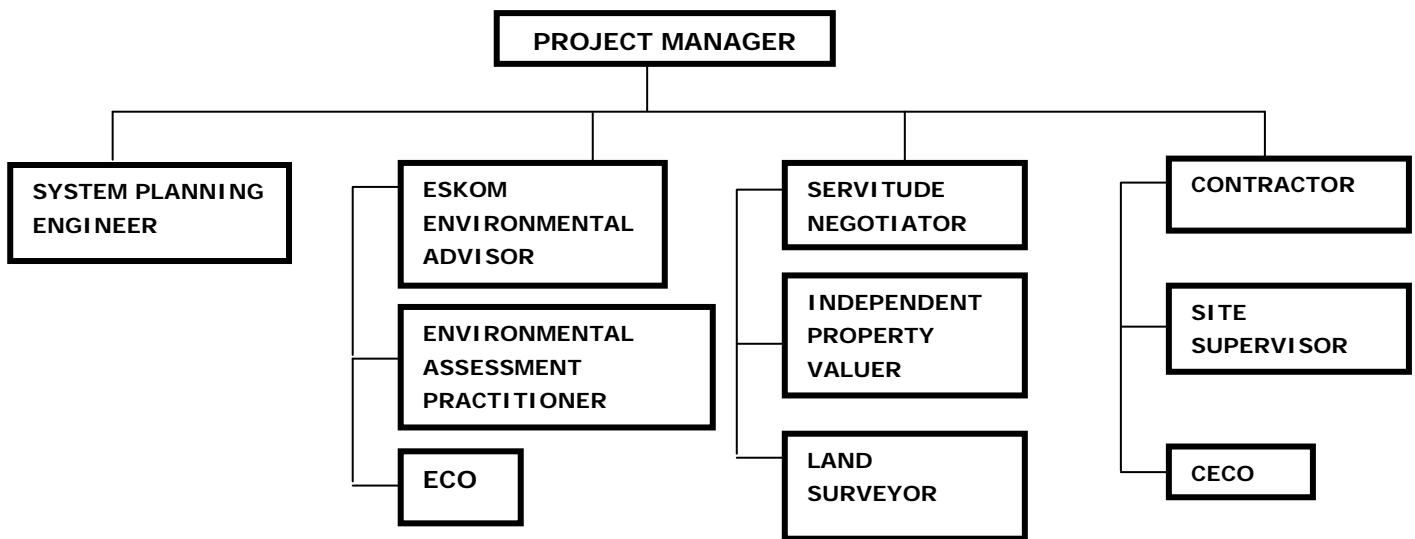 PROJECT MANAGER
SYSTEM PLANNING
ENGINEER
ESKOM
ENVIRONMENTAL
ADVISOR
ENVIRONMENTAL
ASSESSMENT
PRACTITIONER
ECO
SERVITUDE
NEGOTIATOR
INDEPENDENT
PROPERTY
VALUER
LAND
SURVEYOR
CONTRACTOR
SITE
SUPERVISOR
CECO